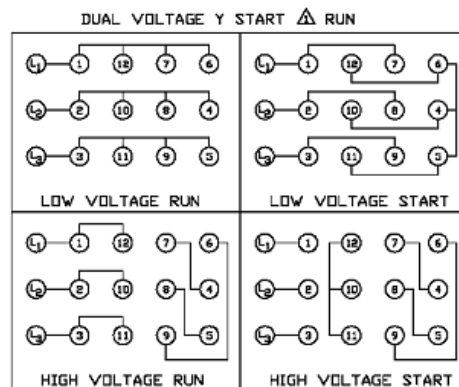 DUAL VOLTAGE Y START △ RUN
L1 1 12 7 6
L2 2 10 8 4
L3 3 11 9 5
LOW VOLTAGE RUN
L1 1 12 7 6
L2 2 10 8 4
L3 3 11 9 5
LOW VOLTAGE START
L1 1 12 7 6
L2 2 10 8 4
L3 3 11 9 5
HIGH VOLTAGE RUN
L1 1 12 7 6
L2 2 10 8 4
L3 3 11 9 5
HIGH VOLTAGE START